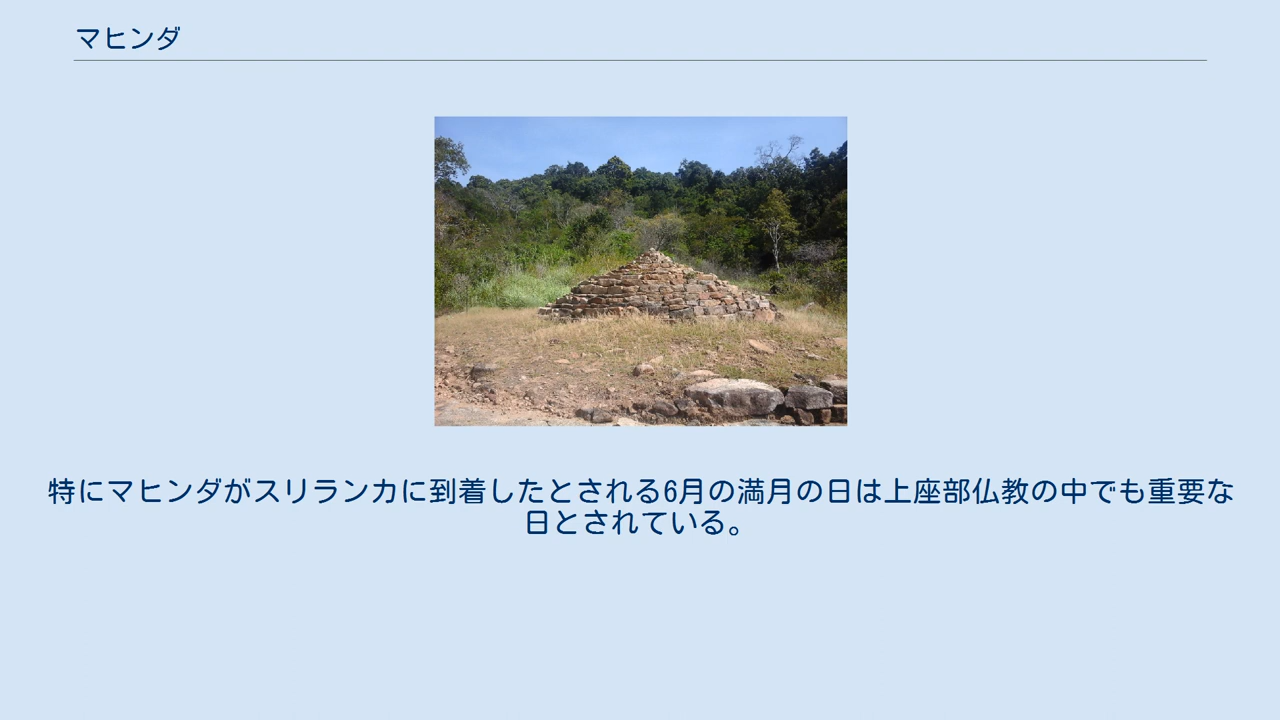 マヒンダ
特にマヒンダがスリランカに到着したとされる6月の満月の日は上座部仏教の中でも重要な
日とされている。